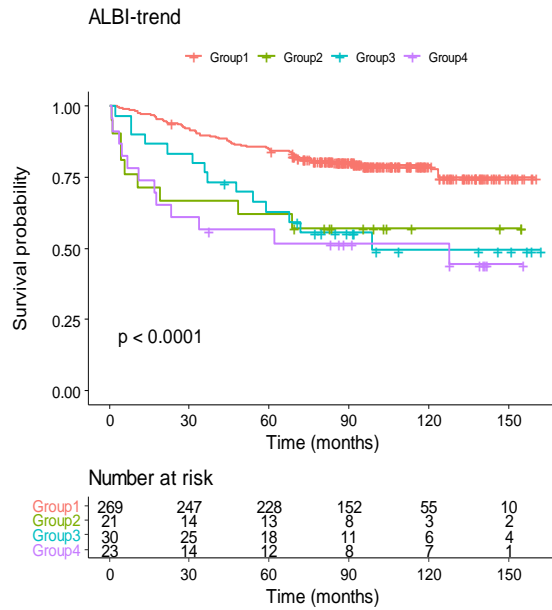 ALBI-trend
Group1 Group2 Group3 Group4
Survival probability
1.00
0.75
0.50
0.25
0.00
p < 0.0001
0 30 60 90 120 150
Time (months)
Number at risk
Group1 269 247 228 152 55 10
Group2 21 14 13 8 3 2
Group3 30 25 18 11 6 4
Group4 23 14 12 8 7 1
0 30 60 90 120 150
Time (months)